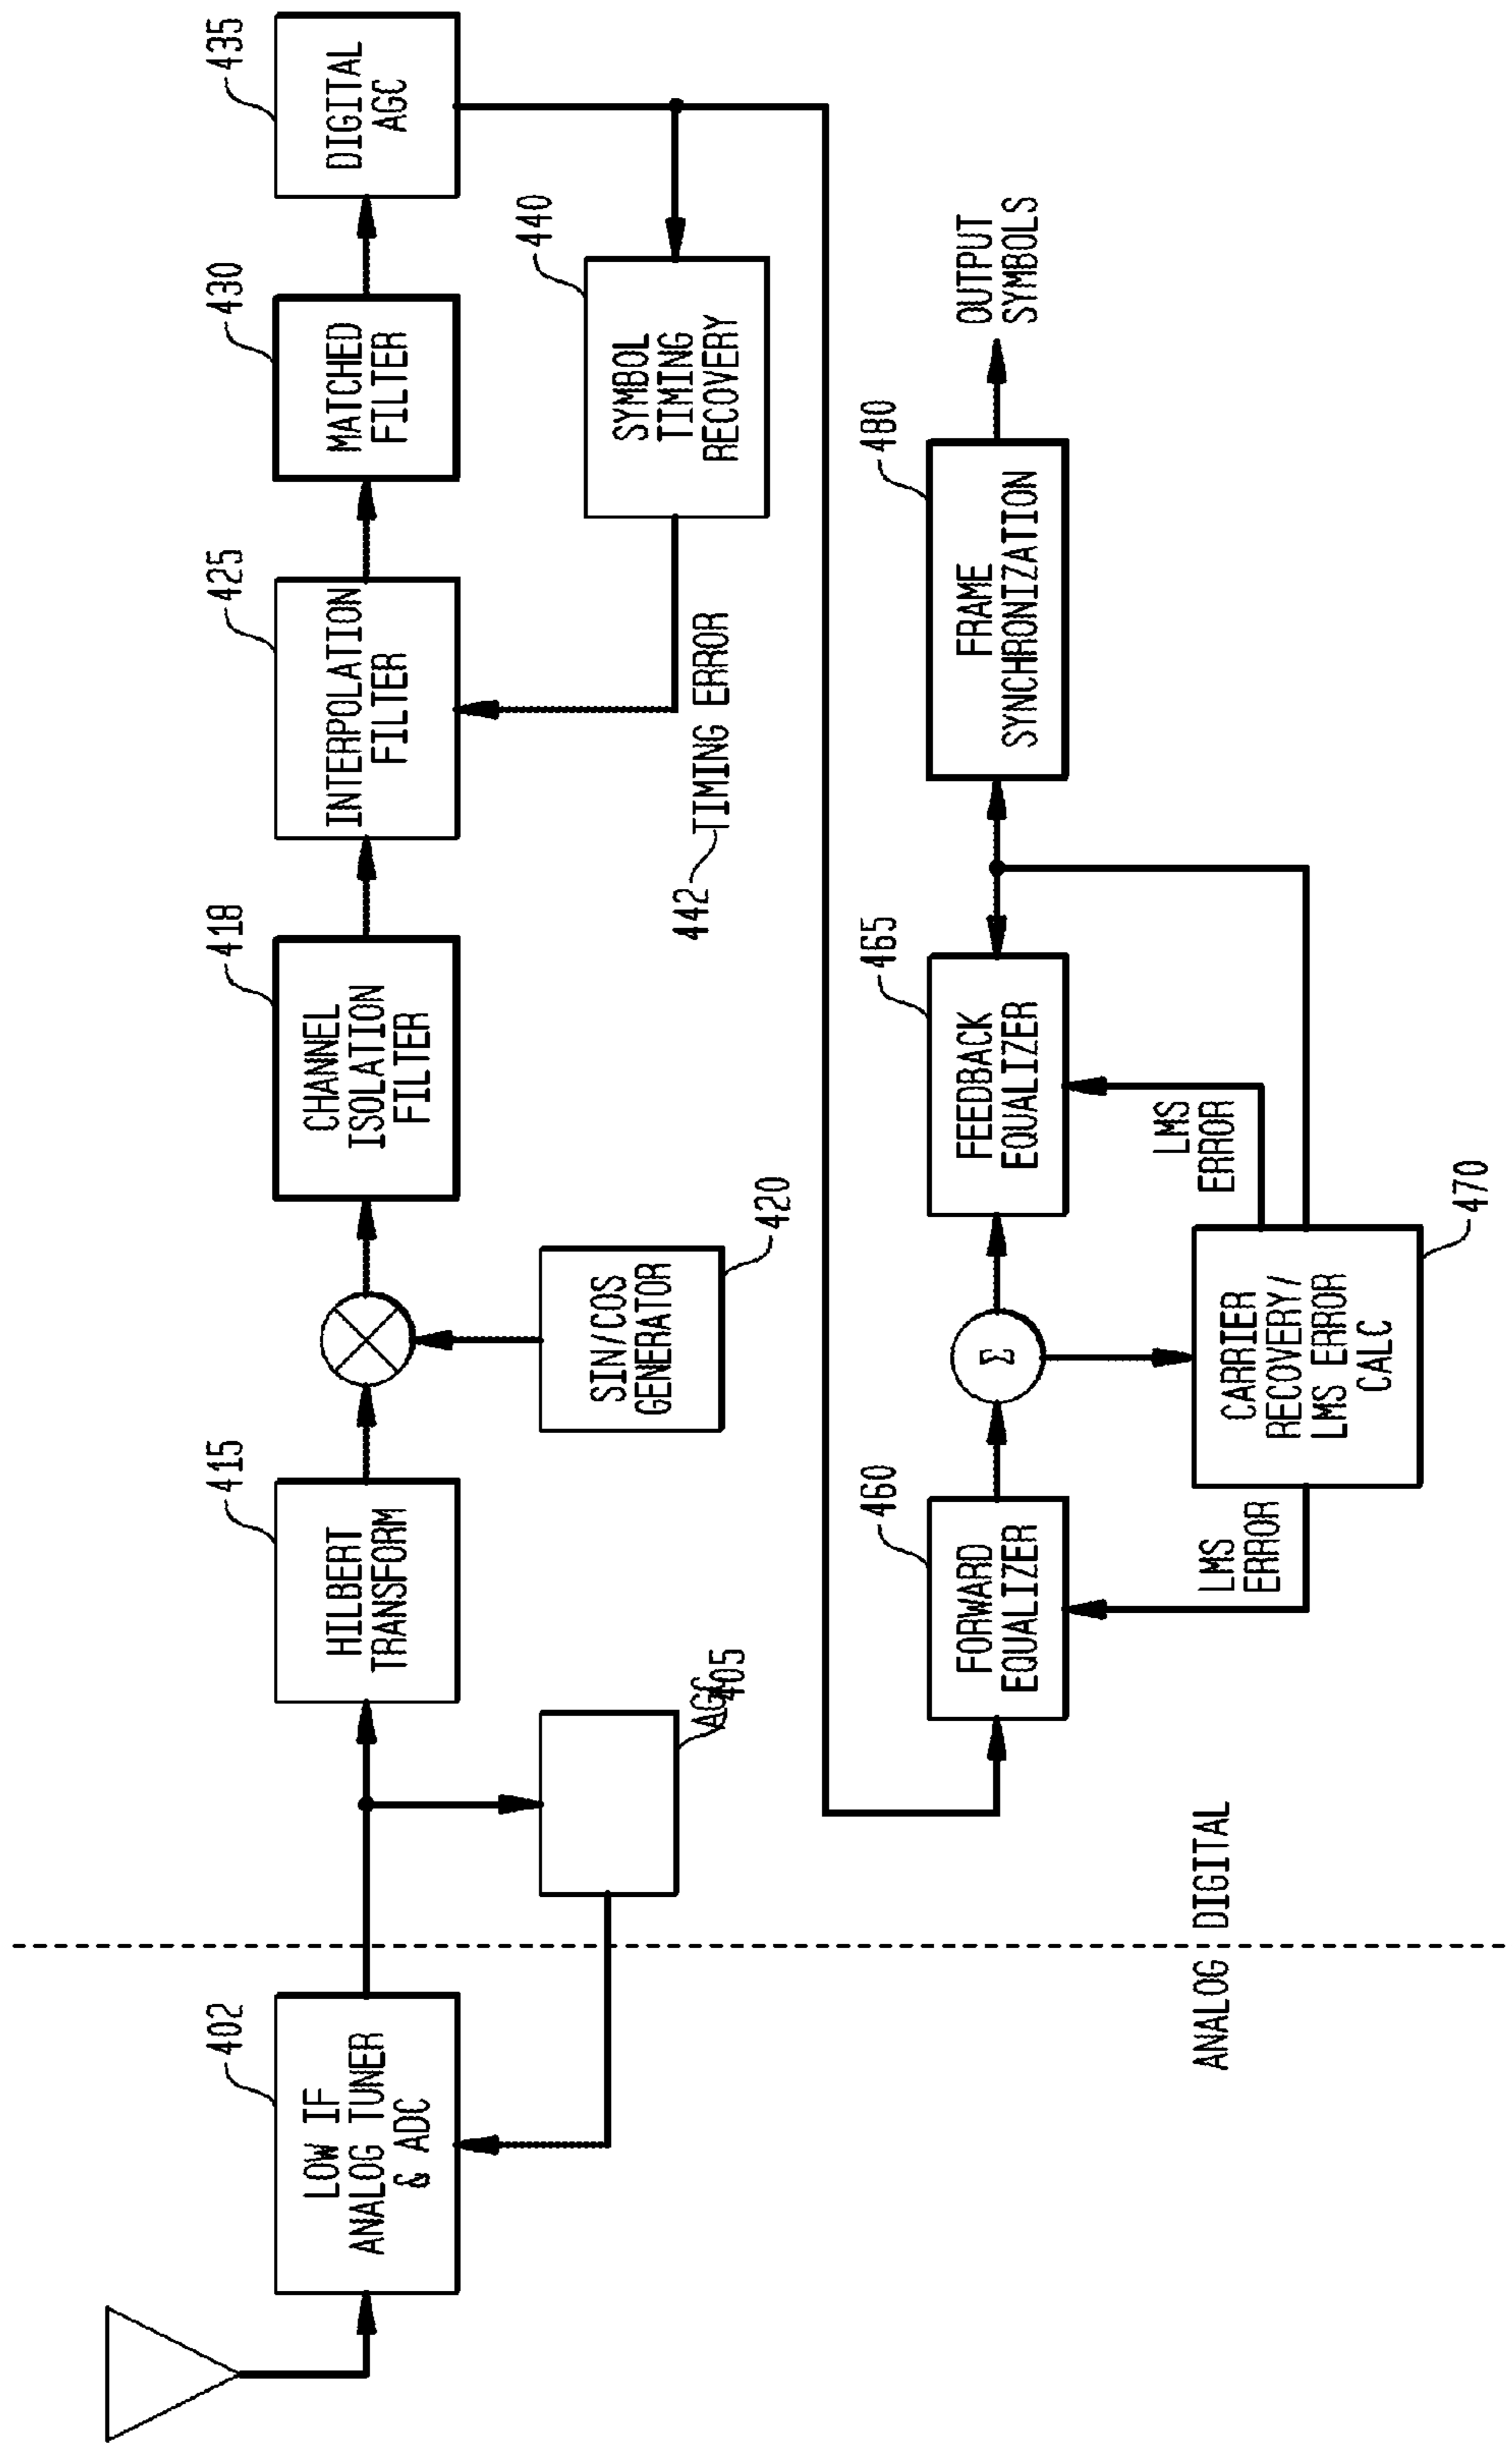 402
LOW IF
ANALOG TUNER
& ADC
AGC
405
415
HILBERT
TRANSFORM
SIN/COS
GENERATOR
420
418
CHANNEL
ISOLATION
FILTER
425
INTERPOLATION
FILTER
430
MATCHED
FILTER
435
DIGITAL
AGC
440
SYMBOL
TIMING
RECOVERY
442
TIMING ERROR
460
FORWARD
EQUALIZER
LMS
ERROR
Σ
465
FEEDBACK
EQUALIZER
LMS
ERROR
CARRIER
RECOVERY/
LMS ERROR
CALC
470
480
FRAME
SYNCHRONIZATION
OUTPUT
SYMBOLS
ANALOG
DIGITAL